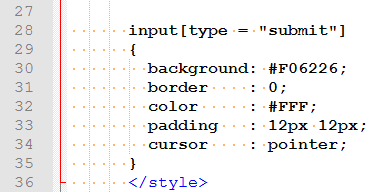 27
28 input[type = "submit"]
29 {
30 background: #F06226;
31 border : 0;
32 color : #FFF;
33 padding : 12px 12px;
34 cursor : pointer;
35 }
36 </style>